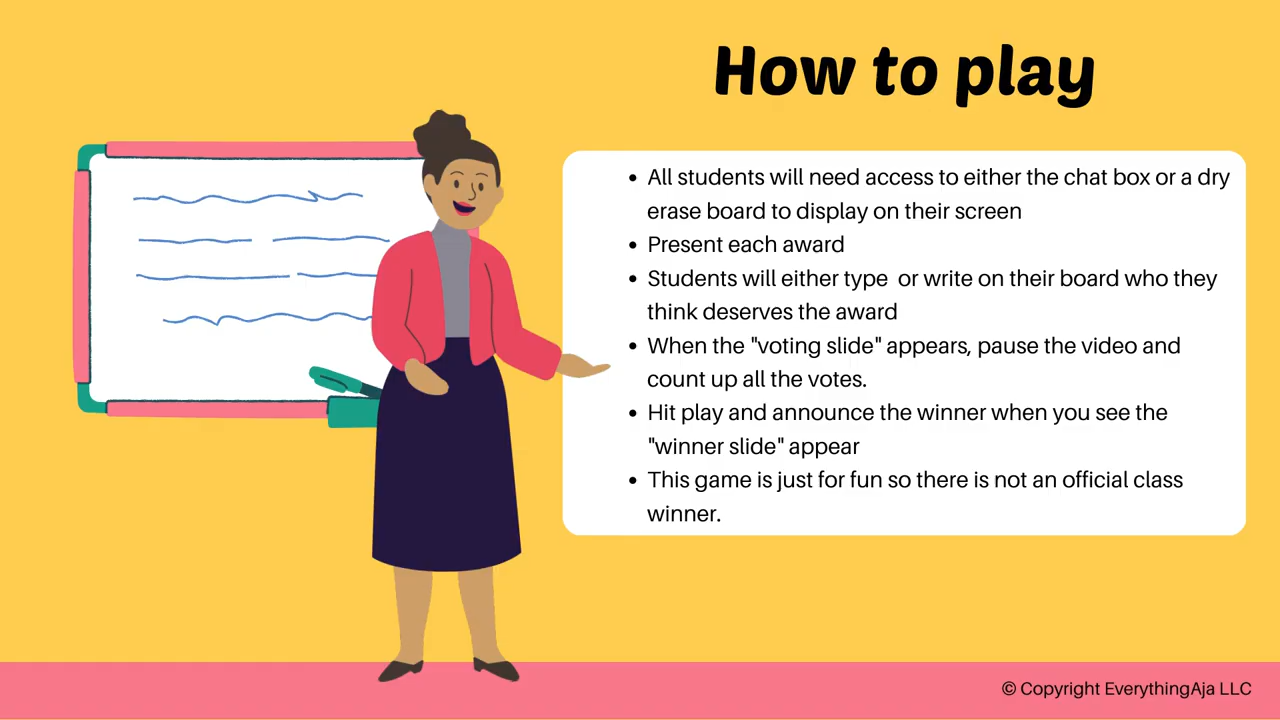 How to play
• All students will need access to either the chat box or a dry
erase board to display on their screen
• Present each award
• Students will either type  or write on their board who they
think deserves the award
• When the "voting slide" appears, pause the video and
count up all the votes.
• Hit play and announce the winner when you see the
"winner slide" appear
• This game is just for fun so there is not an official class
winner.
© Copyright EverythingAja LLC